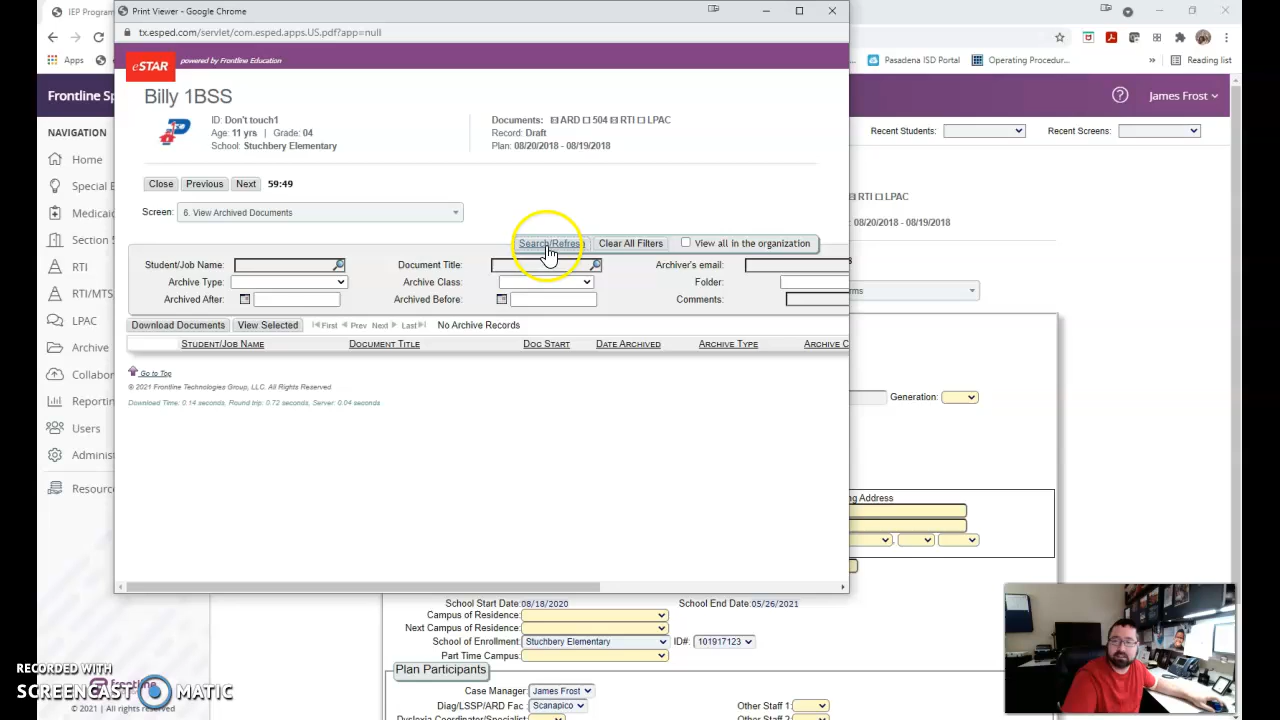 IEP Program
Print Viewer - Google Chrome
tx.esped.com/servlet/com.esped.apps.US.pdf?app=null
Apps
Pasadena ISD Portal
Operating Procedur...
»
Reading list
eSTAR
powered by Frontline Education
Frontline Sp
James Frost
Billy 1BSS
ID: Don't touch1
Age: 11 yrs | Grade: 04
School: Stuchbery Elementary
Documents: ARD 504 RTI LPAC
Record: Draft
Plan: 08/20/2018 - 08/19/2018
NAVIGATION
Recent Students:
Recent Screens:
Home
Special E
Medicaid
Section 5
RTI
RTI/MTS
LPAC
Archive
Collabor
Reporting
Users
Administ
Resource
Close Previous Next 59:49
RTI LPAC
08/20/2018 - 08/19/2018
Screen: 6. View Archived Documents
Search/Refresh Clear All Filters View all in the organization
Student/Job Name: Document Title: Archiver's email:
Archive Type: Archive Class: Folder:
Archived After: Archived Before: Comments:
rms
Download Documents View Selected First Prev Next Last No Archive Records
STUDENT/JOB NAME DOCUMENT TITLE DOC START DATE ARCHIVED ARCHIVE TYPE ARCHIVE C
Go to Top
© 2021 Frontline Technologies Group, LLC. All Rights Reserved.
Download Time: 0.14 seconds, Round trip: 0.72 seconds, Server: 0.04 seconds
Generation:
ng Address
School Start Date:08/18/2020 School End Date:05/26/2021
Campus of Residence:
Next Campus of Residence:
School of Enrollment: Stuchbery Elementary ID#: 101917123
Part Time Campus:
Plan Participants
Case Manager: James Frost
Diag/LSSP/ARD Fac : Scanapico Other Staff 1:
Dyslexia Coordinator/Specialist: Other Staff 2:
RECORDED WITH
SCREENCAST MATIC
frontline
© 2021 | All rights reserved